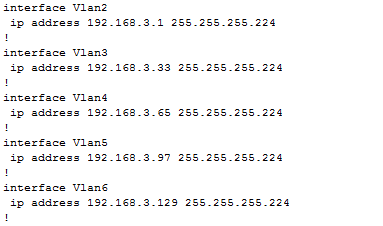 interface Vlan2
 ip address 192.168.3.1 255.255.255.224
!
interface Vlan3
 ip address 192.168.3.33 255.255.255.224
!
interface Vlan4
 ip address 192.168.3.65 255.255.255.224
!
interface Vlan5
 ip address 192.168.3.97 255.255.255.224
!
interface Vlan6
 ip address 192.168.3.129 255.255.255.224
!